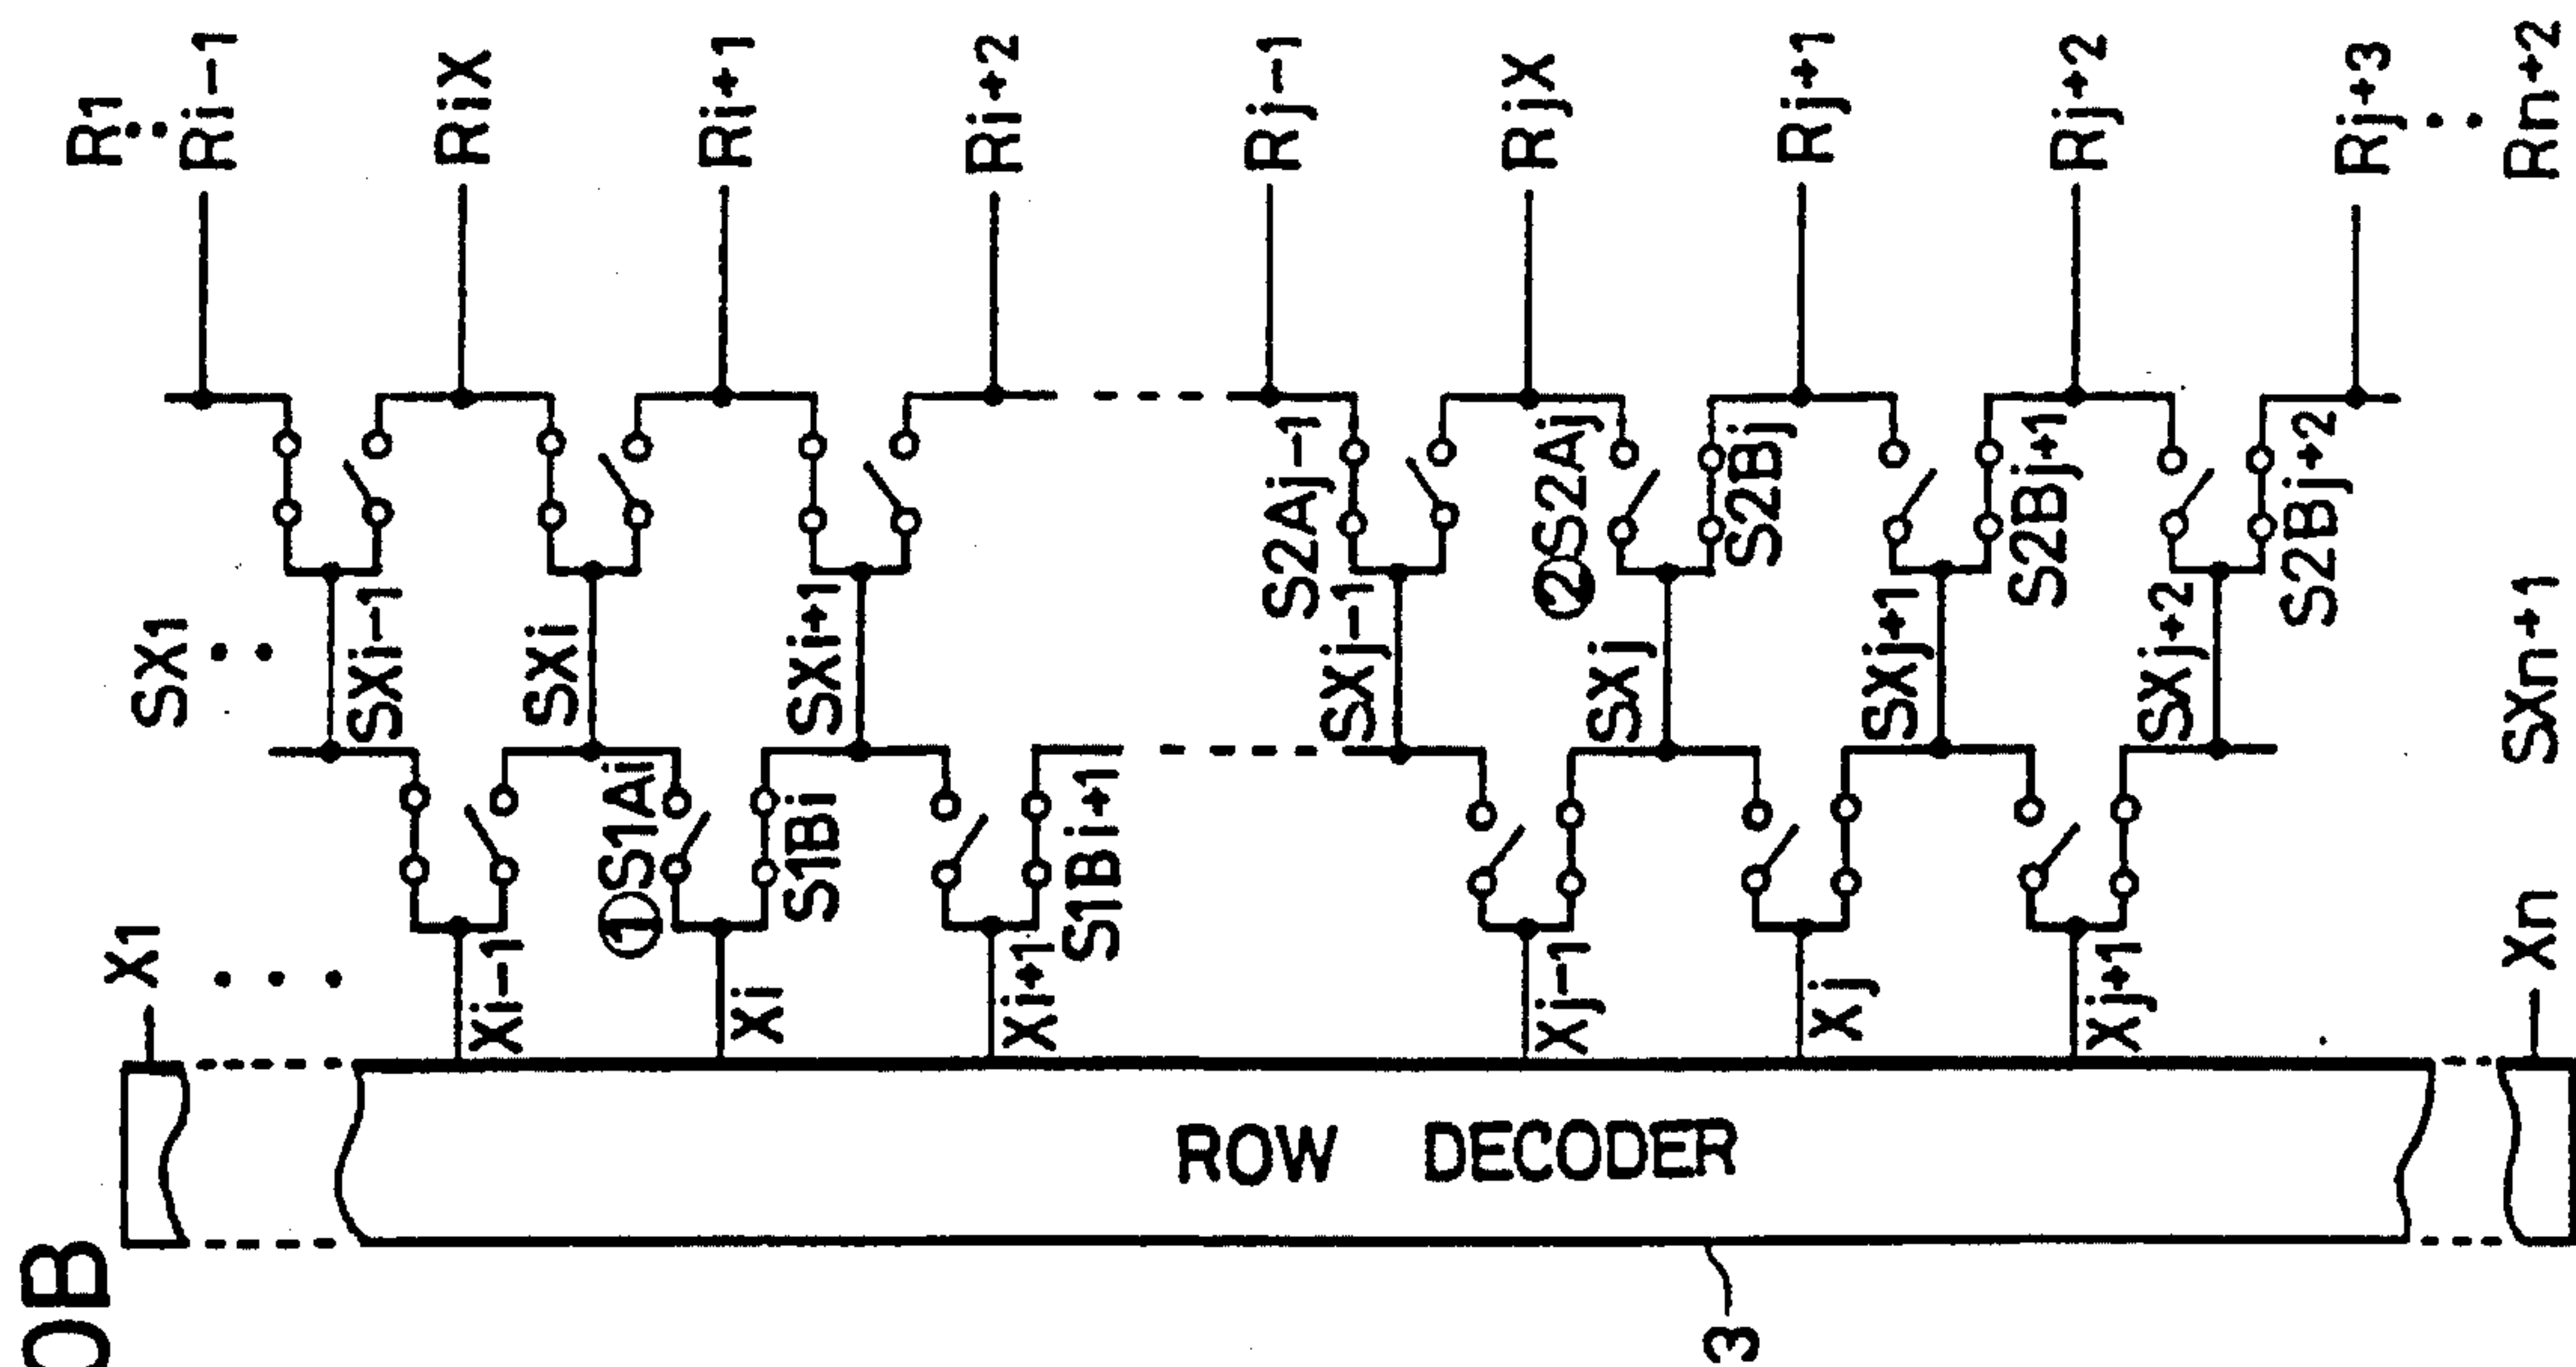 0B
X1
Xi-1
Xi
Xi+1
Xj-1
Xj
Xj+1
Xn
① S1Ai
S1Bi
S1Bi+1
SX1
SXi-1
SXi
SXi+1
SXj-1
SXj
SXj+1
SXj+2
SXn+1
S2Aj-1
② S2Aj
S2Bj
S2Bj+1
S2Bj+2
R1
Ri-1
RiX
Ri+1
Ri+2
Rj-1
RjX
Rj+1
Rj+2
Rj+3
Rn+2
ROW DECODER
3